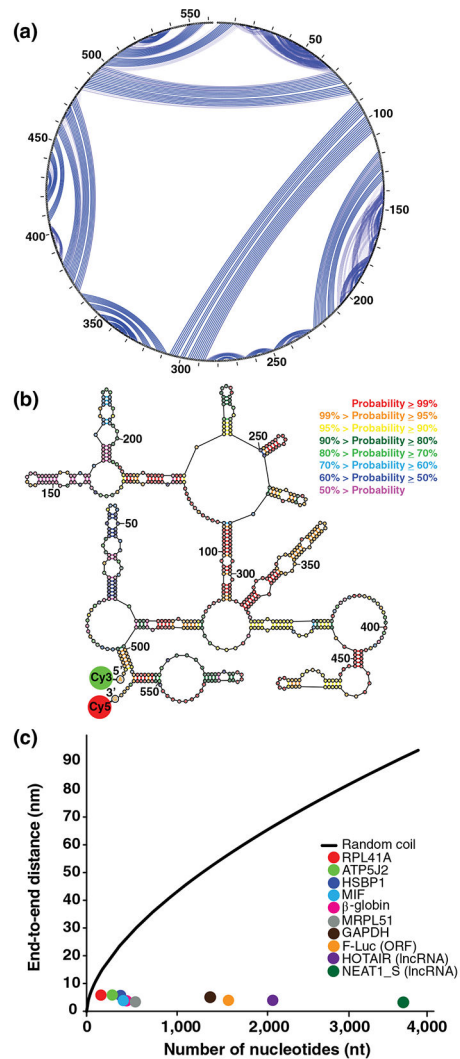 (a)
550
50
500
100
450
150
400
200
350
250
300
(b)
Probability ≥ 99%
99% > Probability ≥ 95%
95% > Probability ≥ 90%
90% > Probability ≥ 80%
80% > Probability ≥ 70%
70% > Probability ≥ 60%
60% > Probability ≥ 50%
50% > Probability
200
250
150
50
100
300
350
400
500
450
5'
Cy3
3'
550
Cy5
(c)
End-to-end distance (nm)
90
80
70
60
50
40
30
20
10
0
Random coil
RPL41A
ATP5J2
HSBP1
MIF
β-globin
MRPL51
GAPDH
F-Luc (ORF)
HOTAIR (lncRNA)
NEAT1_S (lncRNA)
0 1,000 2,000 3,000 4,000
Number of nucleotides (nt)